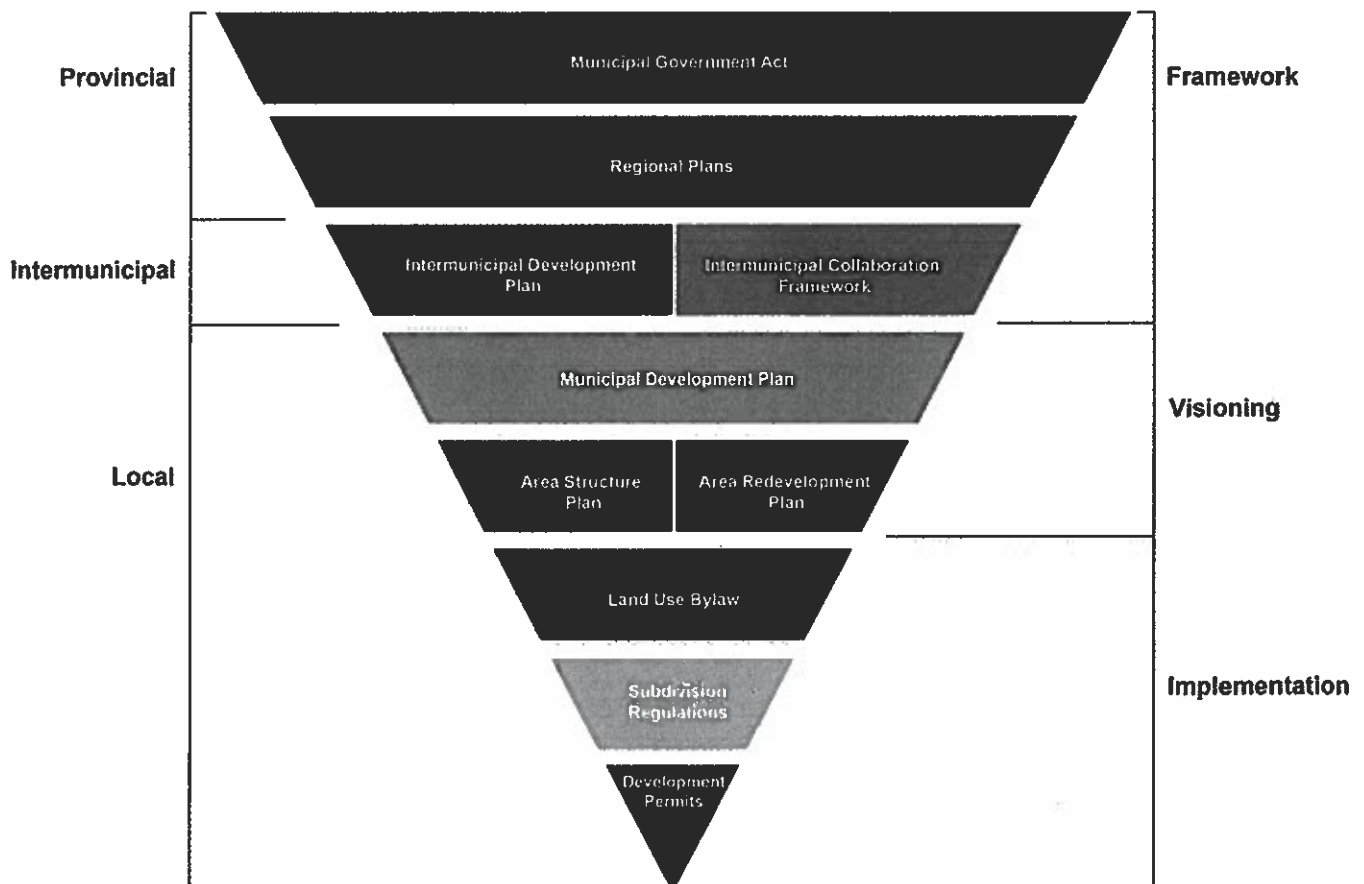 Provincial
Municipal Government Act
Framework
Regional Plans
Intermunicipal
Intermunicipal Development
Plan
Intermunicipal Collaboration
Framework
Municipal Development Plan
Visioning
Local
Area Structure
Plan
Area Redevelopment
Plan
Land Use Bylaw
Subdivision
Regulations
Implementation
Development
Permits